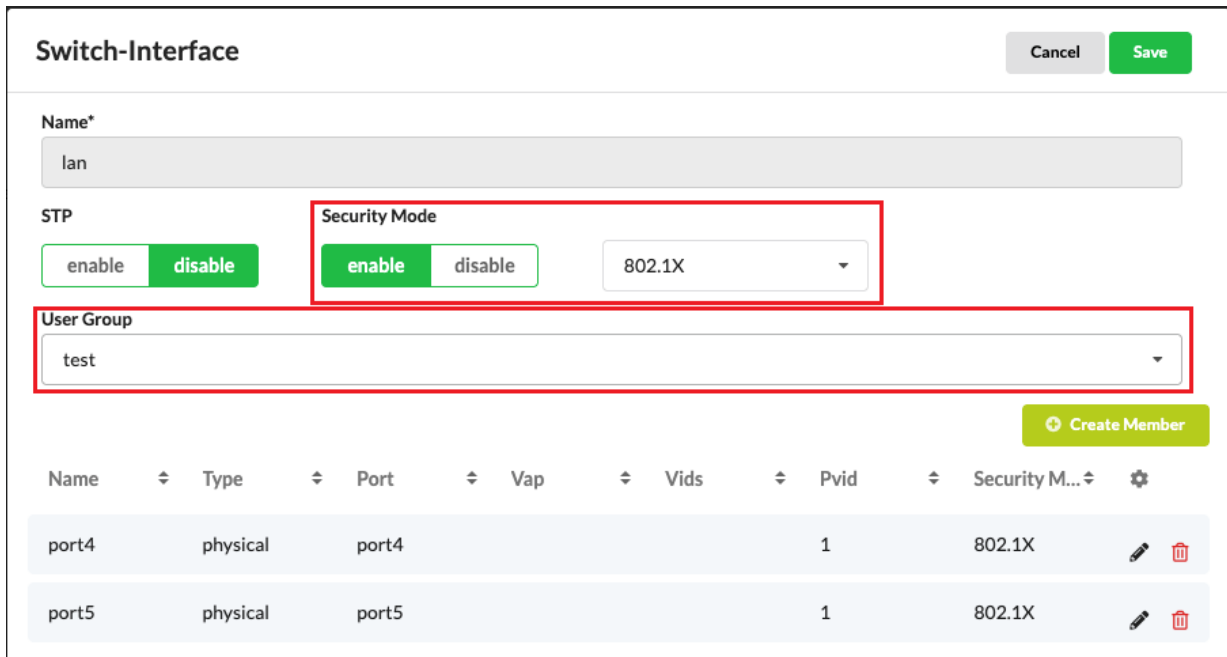 Switch-Interface Cancel Save
Name*
lan
STP Security Mode
enable disable enable disable 802.1X
User Group
test
Create Member
Name Type Port Vap Vids Pvid Security M...
port4 physical port4 1 802.1X
port5 physical port5 1 802.1X